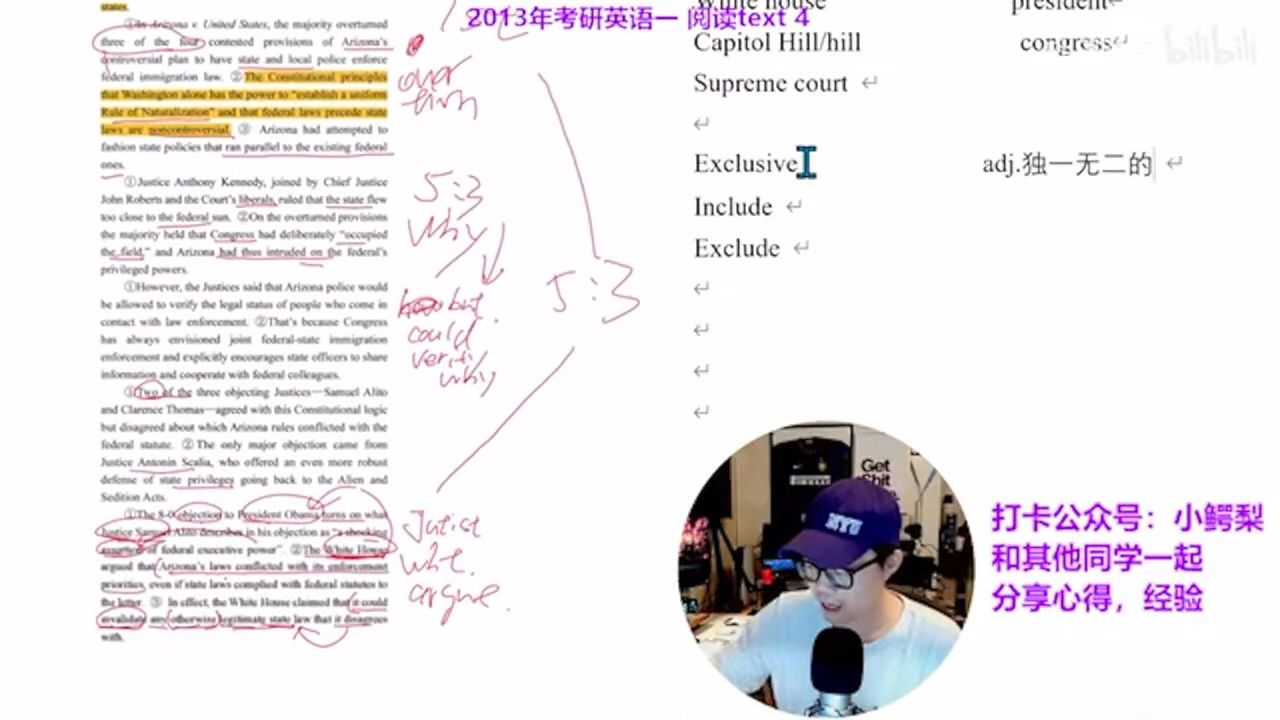 states.
①In Arizona v. United States, the majority overturned
three of the four contested provisions of Arizona's
controversial plan to have state and local police enforce
federal immigration law. ②The Constitutional principles
that Washington alone has the power to "establish a uniform
Rule of Naturalization" and that federal laws precede state
laws are noncontroversial. ③ Arizona had attempted to
fashion state policies that ran parallel to the existing federal
ones.
①Justice Anthony Kennedy, joined by Chief Justice
John Roberts and the Court's liberals, ruled that the state flew
too close to the federal sun. ②On the overturned provisions
the majority held that Congress had deliberately "occupied
the field," and Arizona had thus intruded on the federal's
privileged powers.
①However, the Justices said that Arizona police would
be allowed to verify the legal status of people who come in
contact with law enforcement. ②That's because Congress
has always envisioned joint federal-state immigration
enforcement and explicitly encourages state officers to share
information and cooperate with federal colleagues.
①Two of the three objecting Justices—Samuel Alito
and Clarence Thomas—agreed with this Constitutional logic
but disagreed about which Arizona rules conflicted with the
federal statute. ②The only major objection came from
Justice Antonin Scalia, who offered an even more robust
defense of state privileges going back to the Alien and
Sedition Acts.
①The 8-0 objection to President Obama turns on what
Justice Samuel Alito describes in his objection as "a shocking
assertion of federal executive power". ②The White House
argued that Arizona's laws conflicted with its enforcement
priorities, even if state laws complied with federal statutes to
the letter. ③ In effect, the White House claimed that it could
invalidate any otherwise legitimate state law that it disagrees
with.
over
5:3
why
but
could
verify
why
5:3
Justice
argue.
2013年考研英语一 阅读text 4
White house president
Capitol Hill/hill congress
Supreme court
Exclusive adj.独一无二的
Include
Exclude
bilibili
Get
Shit
NYU
打卡公众号：小鳄梨
和其他同学一起
分享心得，经验